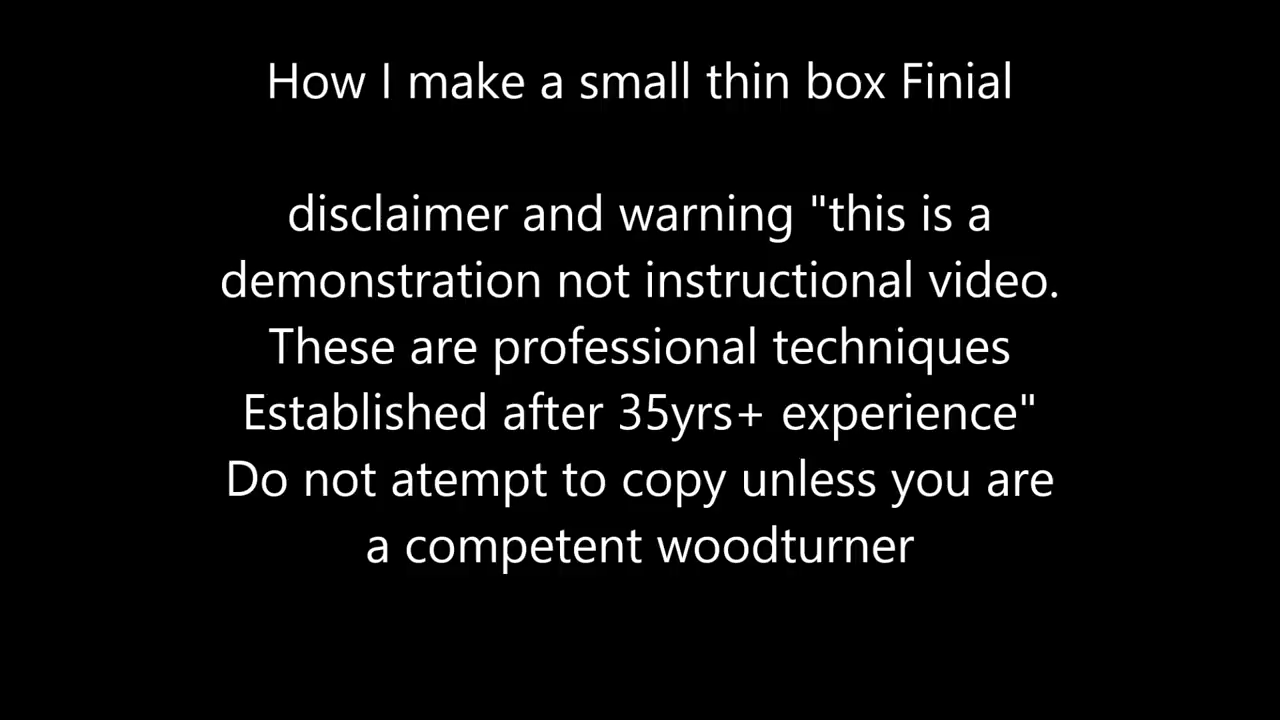 How I make a small thin box Finial
disclaimer and warning "this is a
demonstration not instructional video.
These are professional techniques
Established after 35yrs+ experience"
Do not atempt to copy unless you are
a competent woodturner